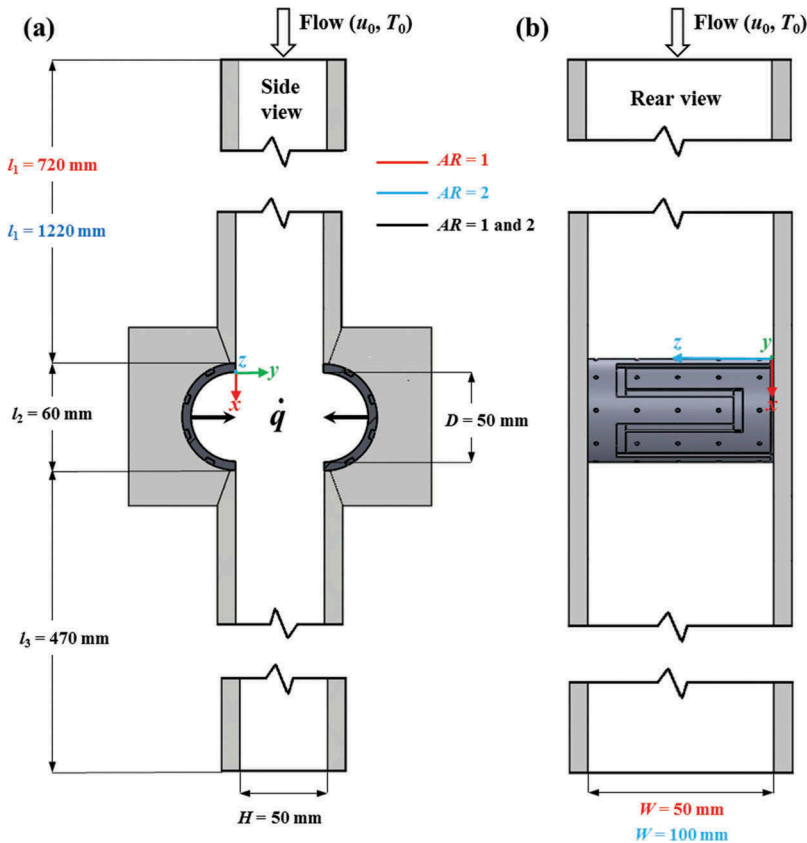 (a)
Flow (u₀, T₀)
Side
view
l₁ = 720 mm
l₁ = 1220 mm
AR = 1
AR = 2
AR = 1 and 2
z
y
x
q̇
l₂ = 60 mm
D = 50 mm
l₃ = 470 mm
H = 50 mm
(b)
Flow (u₀, T₀)
Rear view
z
y
x
W = 50 mm
W = 100 mm